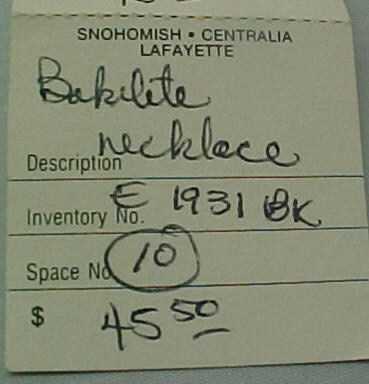 SNOHOMISH • CENTRALIA
LAFAYETTE
Bakelite
necklace
Description
Inventory No. E 1931 BK
Space No 10
$ 45 50